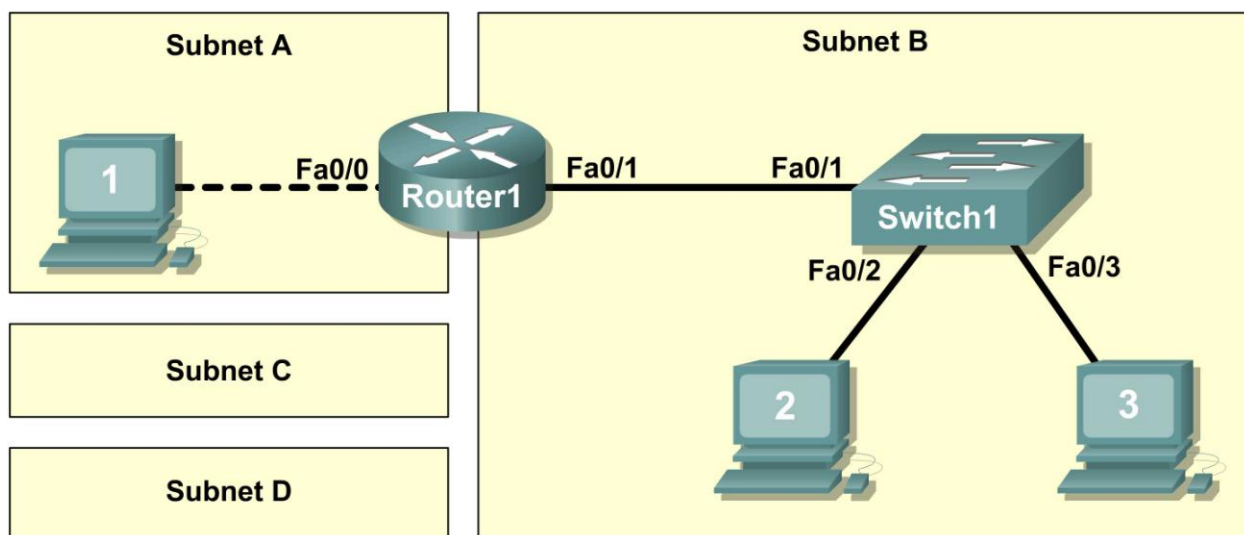 Subnet A
Subnet B
1
Fa0/0
Router1
Fa0/1
Fa0/1
Switch1
Fa0/2
Fa0/3
Subnet C
2
3
Subnet D